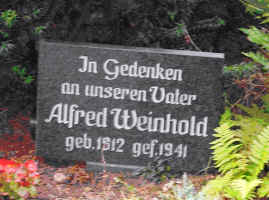 In Gedenken
an unseren Vater
Alfred Weinhold
geb. 1912 gef. 1941